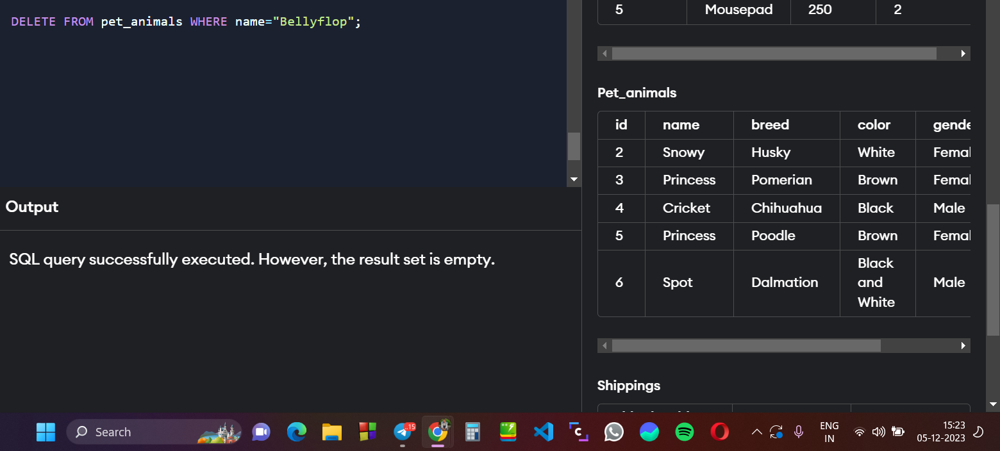 DELETE FROM pet_animals WHERE name="Bellyflop";
Output
SQL query successfully executed. However, the result set is empty.
5 Mousepad 250 2
Pet_animals
id name breed color gende
2 Snowy Husky White Femal
3 Princess Pomerian Brown Femal
4 Cricket Chihuahua Black Male
5 Princess Poodle Brown Femal
6 Spot Dalmation Black and White Male
Shippings
Search
..15
ENG
IN
15:23
05-12-2023